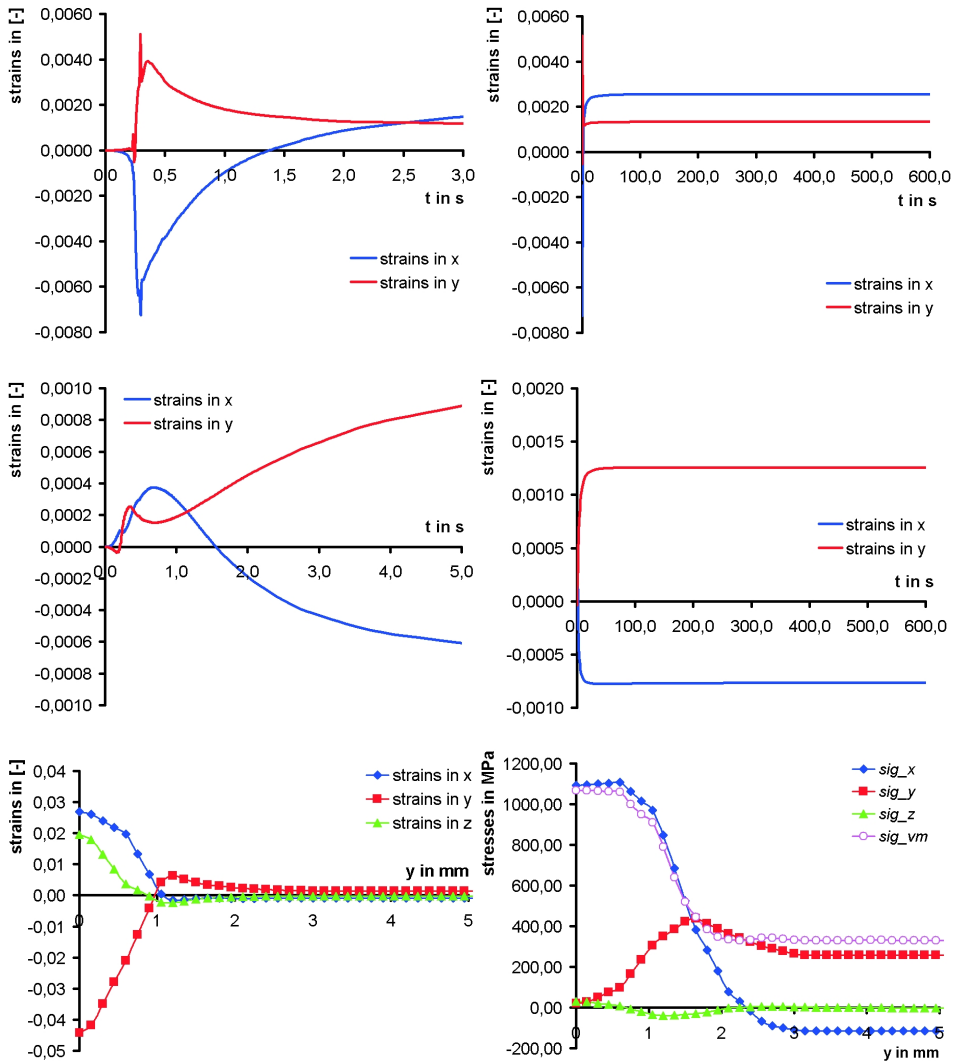 strains in [-]
0,0060
0,0040
0,0020
0,0000
-0,0020
-0,0040
-0,0060
-0,0080
0,0 0,5 1,0 1,5 2,0 2,5 3,0
t in s
strains in x
strains in y
strains in [-]
0,0060
0,0040
0,0020
0,0000
-0,0020
-0,0040
-0,0060
-0,0080
0,0 100,0 200,0 300,0 400,0 500,0 600,0
t in s
strains in x
strains in y
strains in [-]
0,0010
0,0008
0,0006
0,0004
0,0002
0,0000
-0,0002
-0,0004
-0,0006
-0,0008
-0,0010
strains in x
strains in y
t in s
0,0 1,0 2,0 3,0 4,0 5,0
strains in [-]
0,0020
0,0015
0,0010
0,0005
0,0000
-0,0005
-0,0010
strains in x
strains in y
t in s
0,0 100,0 200,0 300,0 400,0 500,0 600,0
strains in [-]
0,04
0,03
0,02
0,01
0,00
-0,01
-0,02
-0,03
-0,04
-0,05
strains in x
strains in y
strains in z
y in mm
0 1 2 3 4 5
stresses in MPa
1200,00
1000,00
800,00
600,00
400,00
200,00
0,00
-200,00
sig_x
sig_y
sig_z
sig_vm
0 1 2 3 4 5
y in mm